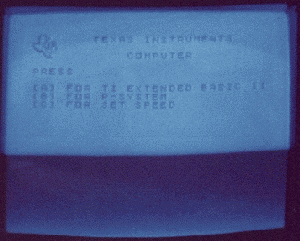 TEXAS INSTRUMENTS
COMPUTER
PRESS
[A] FOR TI EXTENDED BASIC II
[B] FOR P-SYSTEM
[C] FOR SET SPEED